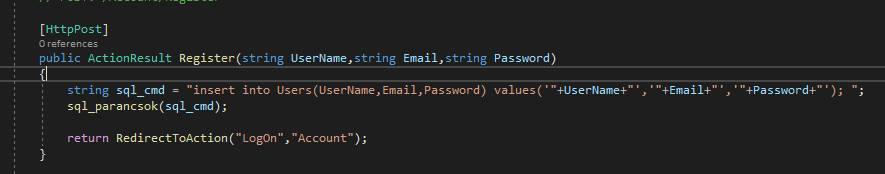 [HttpPost]
0 references
public ActionResult Register(string UserName,string Email,string Password)
{
string sql_cmd = "insert into Users(UserName,Email,Password) values('"+UserName+"','"+Email+"','"+Password+"'); ";
sql_parancsok(sql_cmd);
return RedirectToAction("LogOn","Account");
}